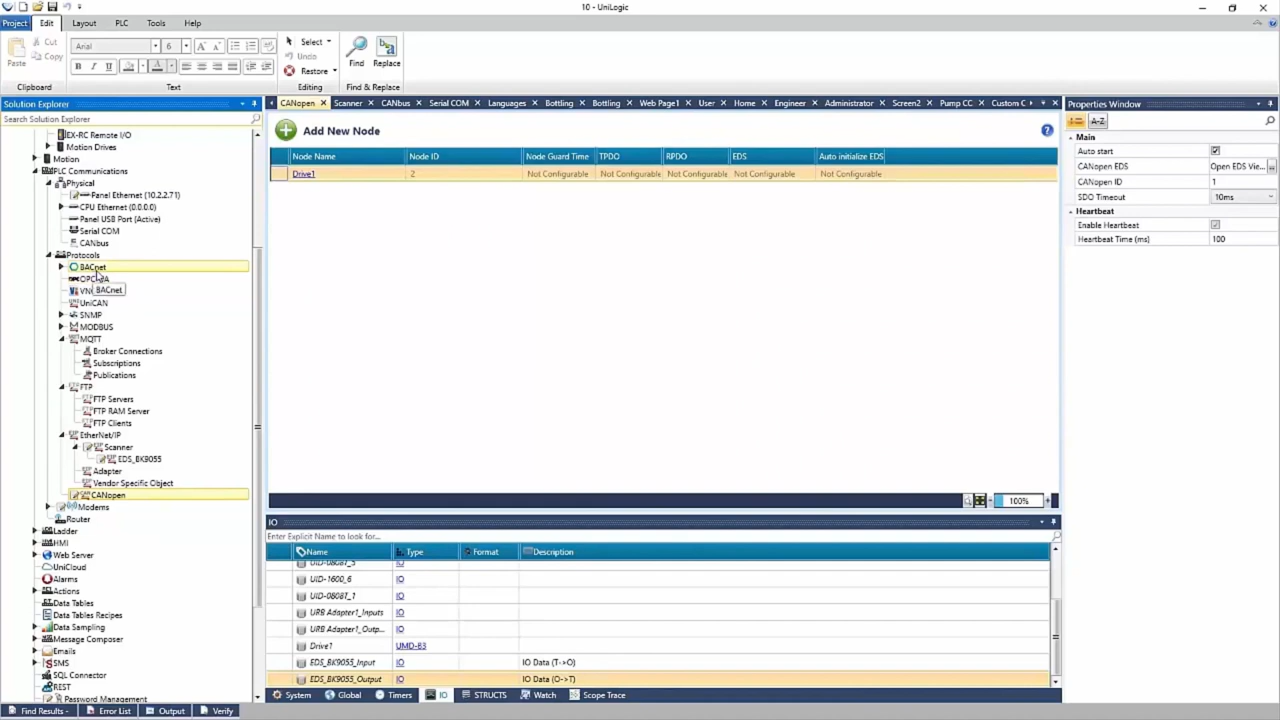 10 - UniLogic
Project Edit Layout PLC Tools Help
Paste
Cut
Copy
Clipboard
Arial 6
B I U
Text
Select
Undo
Restore
Editing
Find
Replace
Find & Replace
Solution Explorer
Search Solution Explorer
EX-RC Remote I/O
Motion Drives
Motion
PLC Communications
Physical
Panel Ethernet (10.2.2.71)
CPU Ethernet (0.0.0.0)
Panel USB Port (Active)
Serial COM
CANbus
Protocols
BACnet
BACnet
UniCAN
SNMP
MODBUS
MQTT
Broker Connections
Subscriptions
Publications
FTP
FTP Servers
FTP RAM Server
FTP Clients
EtherNet/IP
Scanner
EDS_BK9055
Adapter
Vendor Specific Object
CANopen
Modems
Router
Ladder
HMI
Web Server
UniCloud
Alarms
Actions
Data Tables
Data Tables Recipes
Data Sampling
Message Composer
Emails
SMS
SQL Connector
REST
Password Management
CANopen Scanner CANbus Serial COM Languages Bottling Bottling Web Page1 User Home Engineer Administrator Screen2 Pump CC Custom C
Add New Node
Node Name Node ID Node Guard Time TPDO RPDO EDS Auto initialize EDS
Drive1 2 Not Configurable Not Configurable Not Configurable Not Configurable Not Configurable
100%
IO
Enter Explicit Name to look for...
Name Type Format Description
UID-0808T_5 IO
UID-1600_6 IO
UID-0808T_1 IO
URB Adapter1_Inputs IO
URB Adapter1_Outp... IO
Drive1 UMD-B3
EDS_BK9055_Input IO IO Data (T->O)
EDS_BK9055_Output IO IO Data (O->T)
System Global Timers IO STRUCTS Watch Scope Trace
Properties Window
A-Z
Main
Auto start
CANopen EDS Open EDS Vie...
CANopen ID 1
SDO Timeout 10ms
Heartbeat
Enable Heartbeat
Heartbeat Time (ms) 100
Find Results - Error List Output Verify